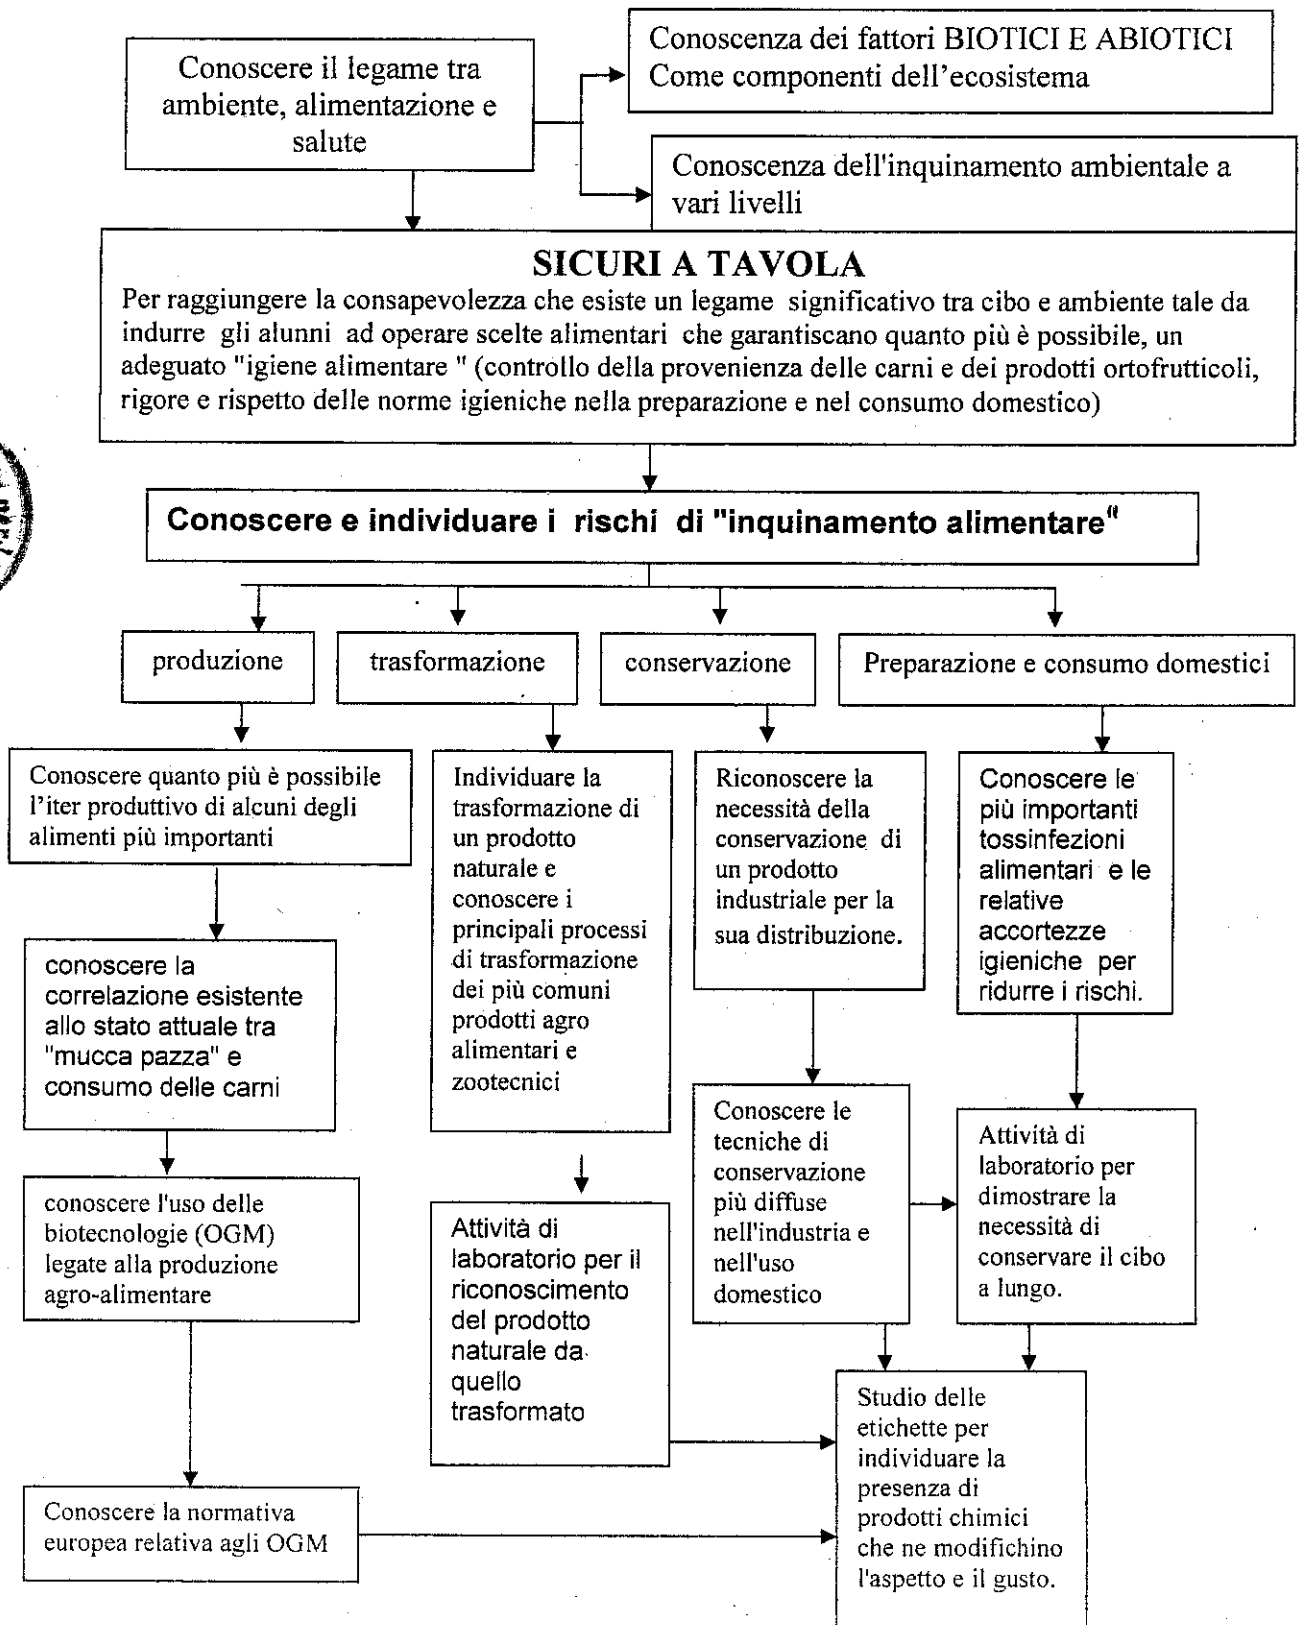 Conoscere il legame tra
ambiente, alimentazione e
salute
Conoscenza dei fattori BIOTICI E ABIOTICI
Come componenti dell'ecosistema
Conoscenza dell'inquinamento ambientale a
vari livelli
SICURI A TAVOLA
Per raggiungere la consapevolezza che esiste un legame significativo tra cibo e ambiente tale da
indurre gli alunni ad operare scelte alimentari che garantiscano quanto più è possibile, un
adeguato "igiene alimentare " (controllo della provenienza delle carni e dei prodotti ortofrutticoli,
rigore e rispetto delle norme igieniche nella preparazione e nel consumo domestico)
Conoscere e individuare i rischi di "inquinamento alimentare"
produzione
trasformazione
conservazione
Preparazione e consumo domestici
Conoscere quanto più è possibile
l'iter produttivo di alcuni degli
alimenti più importanti
conoscere la
correlazione esistente
allo stato attuale tra
"mucca pazza" e
consumo delle carni
conoscere l'uso delle
biotecnologie (OGM)
legate alla produzione
agro-alimentare
Conoscere la normativa
europea relativa agli OGM
Individuare la
trasformazione di
un prodotto
naturale e
conoscere i
principali processi
di trasformazione
dei più comuni
prodotti agro
alimentari e
zootecnici
Attività di
laboratorio per il
riconoscimento
del prodotto
naturale da
quello
trasformato
Riconoscere la
necessità della
conservazione di
un prodotto
industriale per la
sua distribuzione.
Conoscere le
tecniche di
conservazione
più diffuse
nell'industria e
nell'uso
domestico
Conoscere le
più importanti
tossinfezioni
alimentari e le
relative
accortezze
igieniche per
ridurre i rischi.
Attività di
laboratorio per
dimostrare la
necessità di
conservare il cibo
a lungo.
Studio delle
etichette per
individuare la
presenza di
prodotti chimici
che ne modifichino
l'aspetto e il gusto.